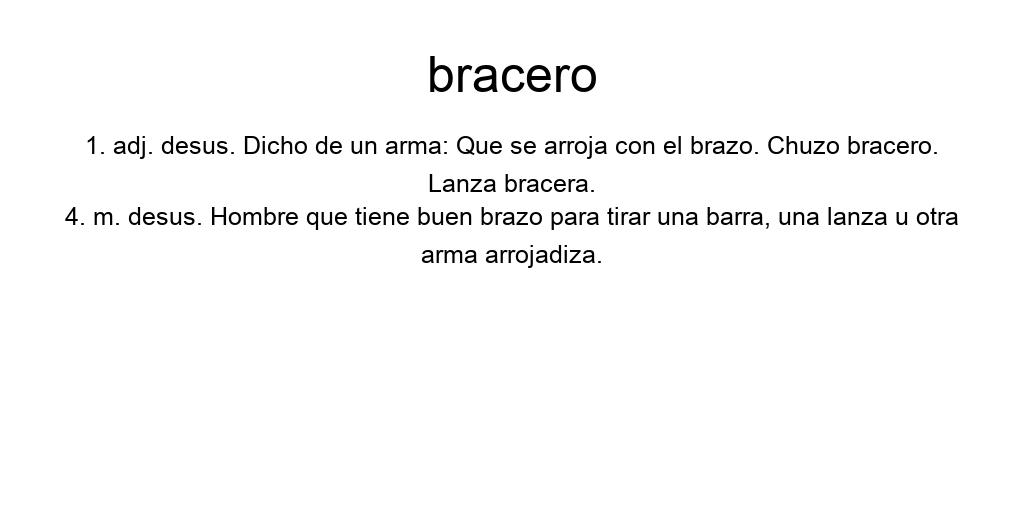 bracero
1. adj. desus. Dicho de un arma: Que se arroja con el brazo. Chuzo bracero.
Lanza bracera.
4. m. desus. Hombre que tiene buen brazo para tirar una barra, una lanza u otra
arma arrojadiza.